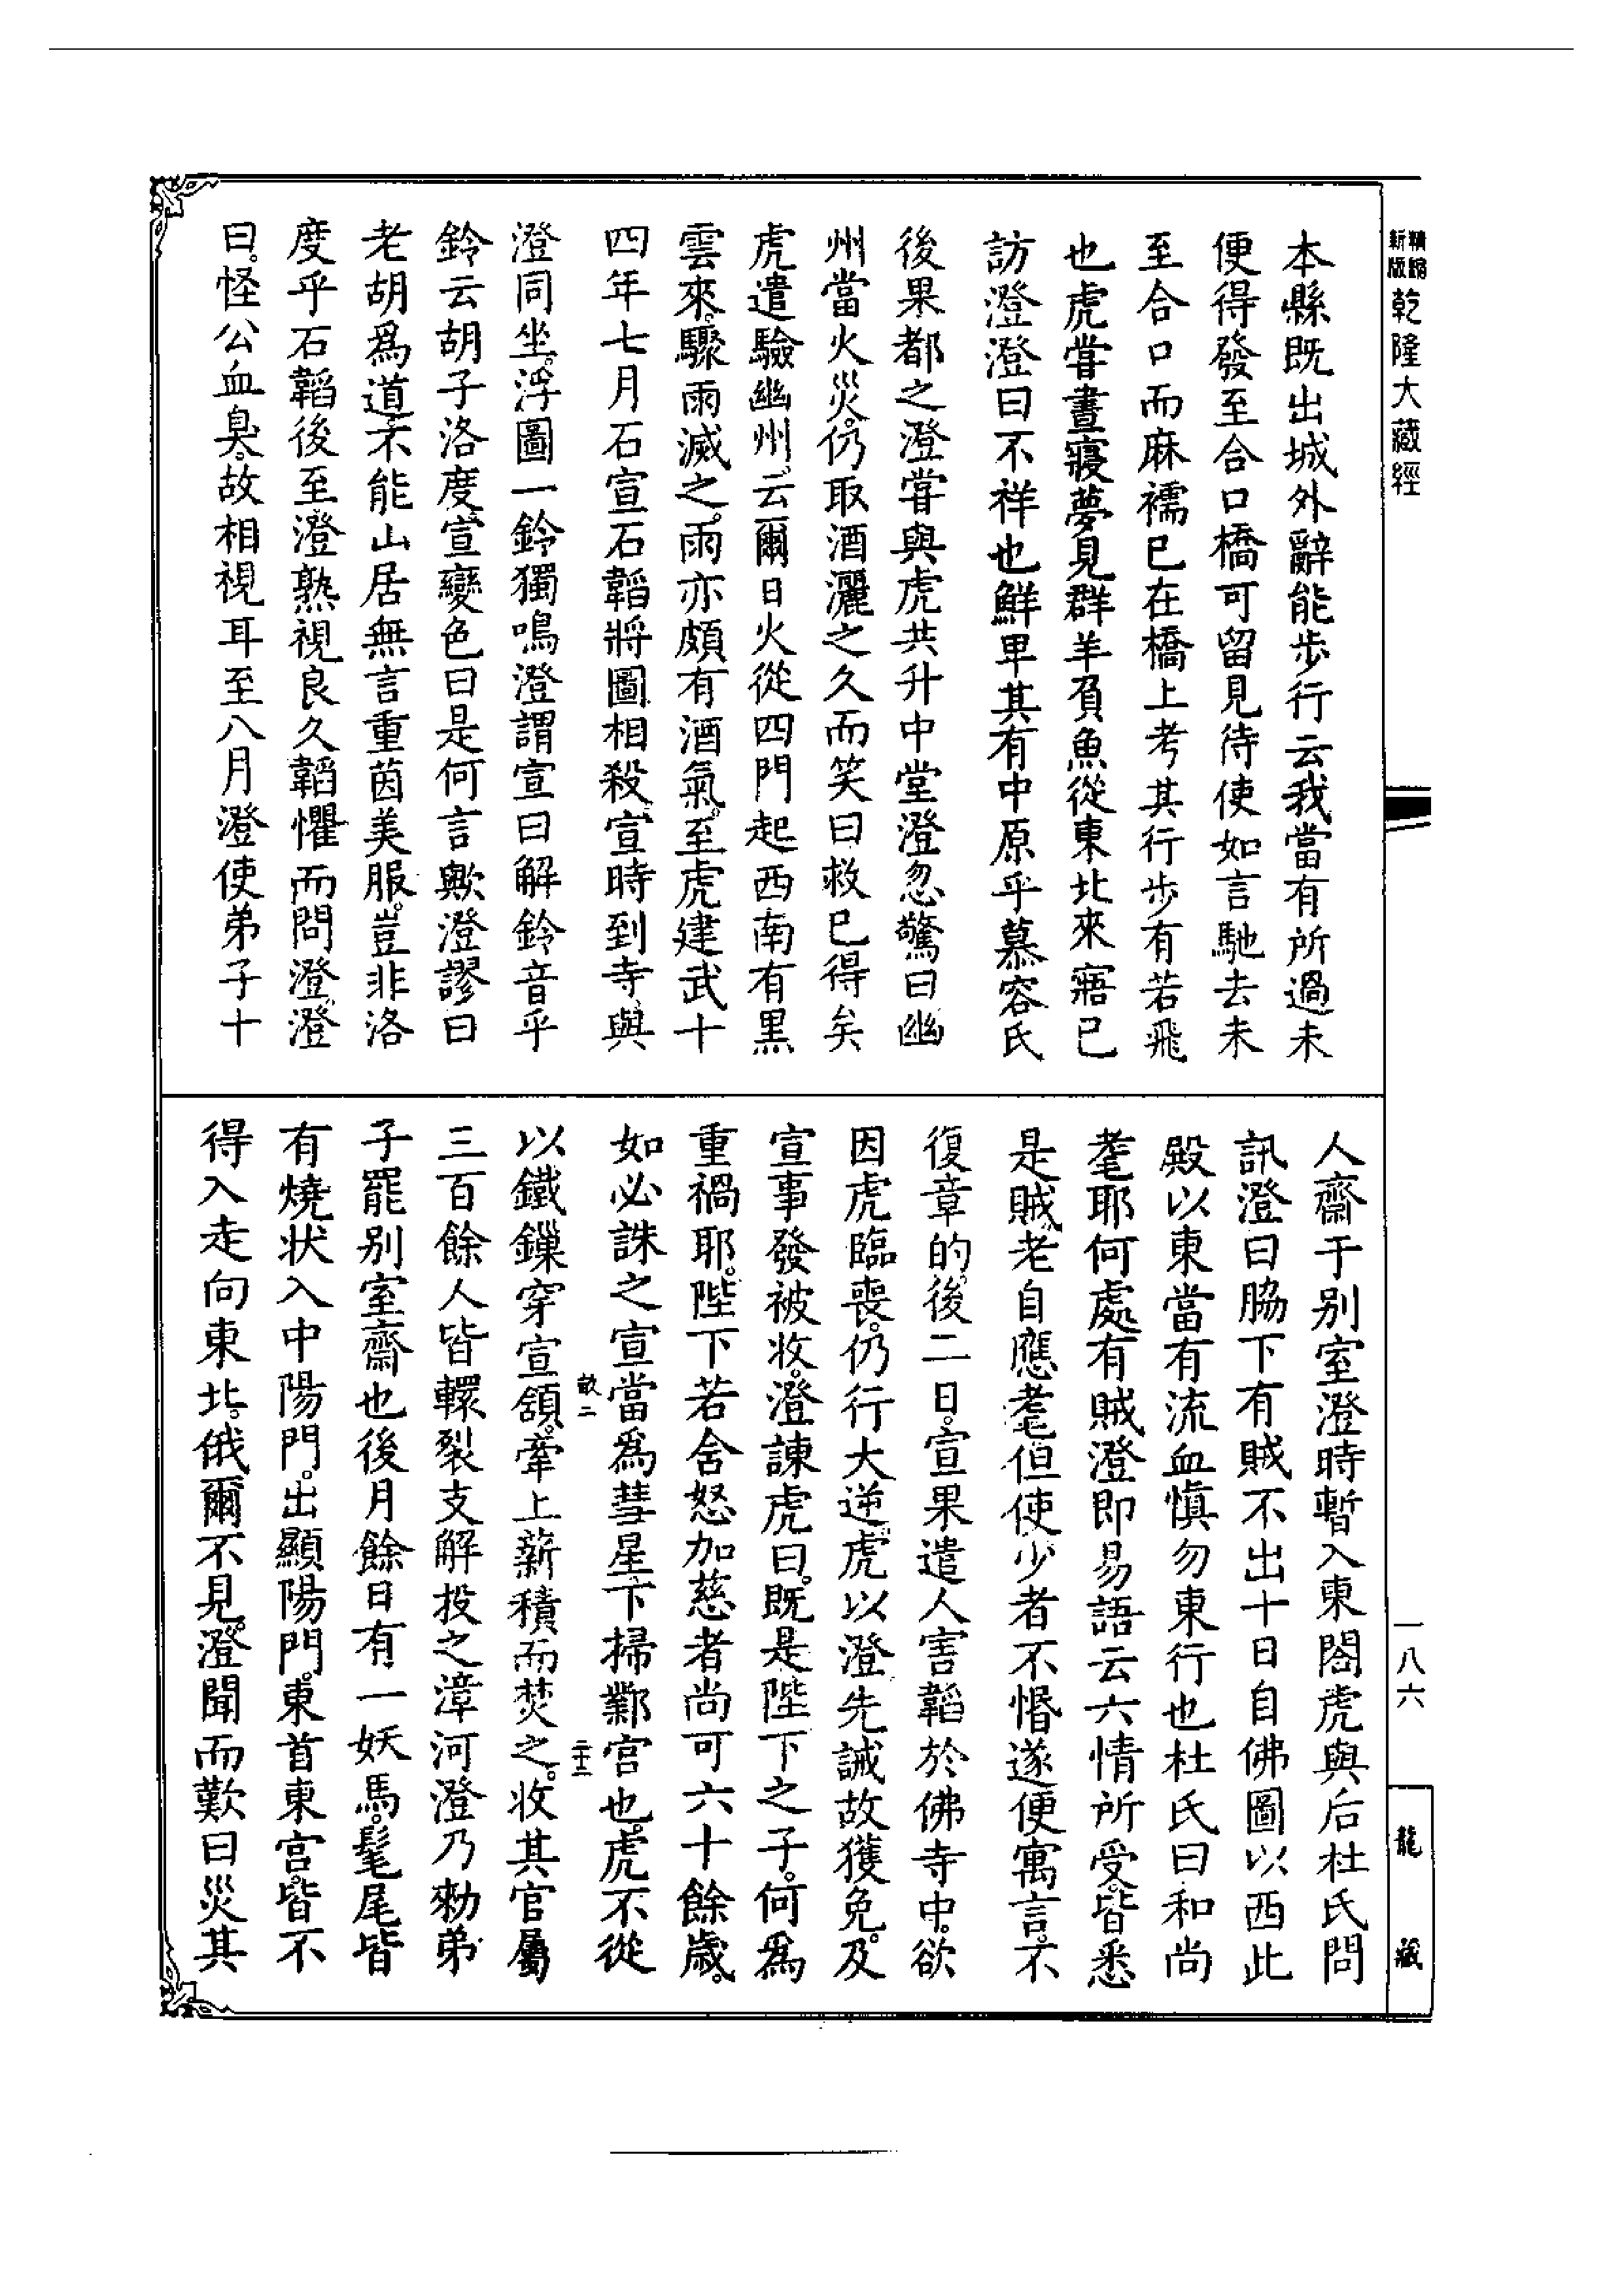 精鐫
新版
乾隆大藏經
本縣既出城外辭能步行云我當有所過未
便得發至合口橋可留見待使如言馳去未
至合口而麻襦已在橋上考其行步有若飛
也虎嘗晝寢夢見群羊負魚從東北來寤已
訪澄澄曰不祥也鮮卑其有中原乎慕容氏
後果都之澄嘗與虎共升中堂澄忽驚曰幽
州當火災。仍取酒灑之久而笑曰救已得矣
虎遣驗幽州。云爾日火從四門起西南有黑
雲來。驟雨滅之。雨亦頗有酒氣。至虎建武十
四年七月石宣石韜將圖相殺。宣時到寺與
澄同坐。浮圖一鈴獨鳴澄謂宣曰解鈴音乎
鈴云胡子洛度。宣變色曰是何言歟澄謬曰
老胡爲道。不能山居無言重茵美服。豈非洛
度乎石韜後至澄熟視良久韜懼而問澄。澄
曰。怪公血臭。故相視耳至八月澄使弟子十
人齋于別室澄時暫入東閤虎與后杜氏問
訊澄曰脇下有賊不出十日自佛圖以西此
殿以東當有流血慎勿東行也杜氏曰和尚
耄耶何處有賊澄即易語云六情所受。皆悉
是賊。老自應耄但使少者不惛遂便寓言。不
復章的。後二日。宣果遣人害韜於佛寺中。欲
因虎臨喪。仍行大逆。虎以澄先誡故獲免。及
宣事發被收。澄諫虎曰。既是陛下之子。何爲
重禍耶。陛下若舍怒加慈者尚可六十餘歲。
如必誅之宣當爲彗星下掃鄴宮也。虎不從
以鐵鏁穿宣頷。牽上薪積而焚之。收其官屬
三百餘人皆轘裂支解投之漳河澄乃勅弟
子罷別室齋也後月餘日有一妖馬。髦尾皆
有燒狀入中陽門。出顯陽門。東首東宮。皆不
得入走向東北。俄爾不見。澄聞而歎曰災其
一八六
龍藏